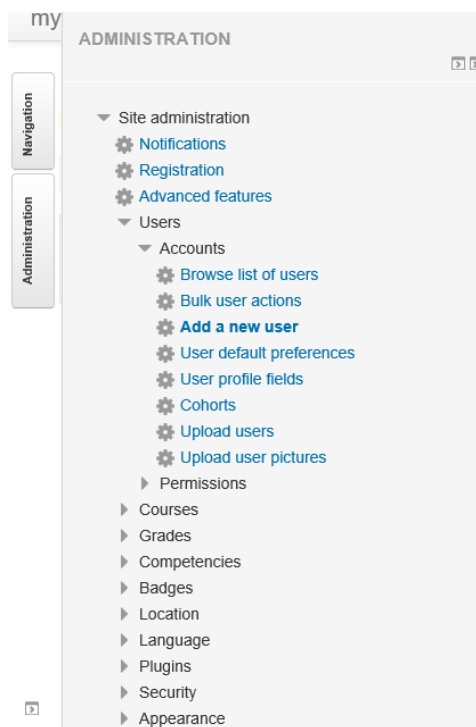 my
ADMINISTRATION
Navigation
Administration
Site administration
Notifications
Registration
Advanced features
Users
Accounts
Browse list of users
Bulk user actions
Add a new user
User default preferences
User profile fields
Cohorts
Upload users
Upload user pictures
Permissions
Courses
Grades
Competencies
Badges
Location
Language
Plugins
Security
Appearance